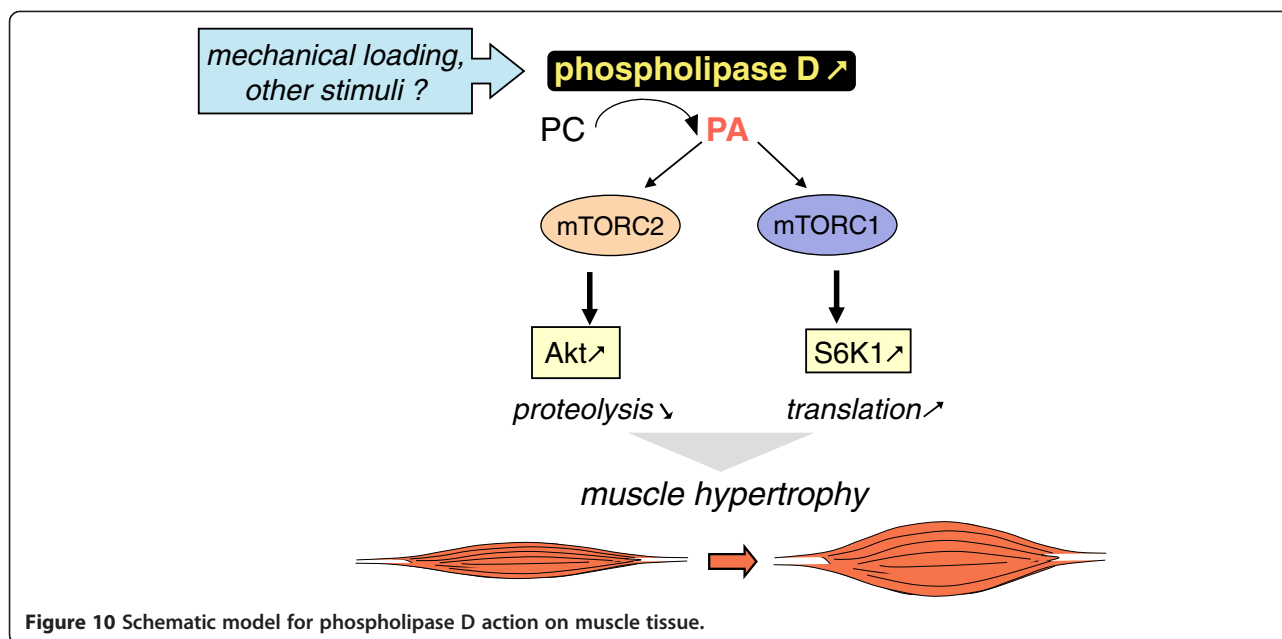 mechanical loading,
other stimuli ?
phospholipase D ↗
PC
PA
mTORC2
mTORC1
Akt↗
S6K1↗
proteolysis↘
translation↗
muscle hypertrophy
Figure 10 Schematic model for phospholipase D action on muscle tissue.